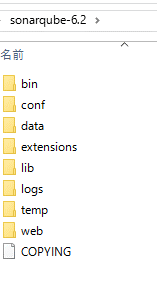 sonarqube-6.2
名前
bin
conf
data
extensions
lib
logs
temp
web
COPYING